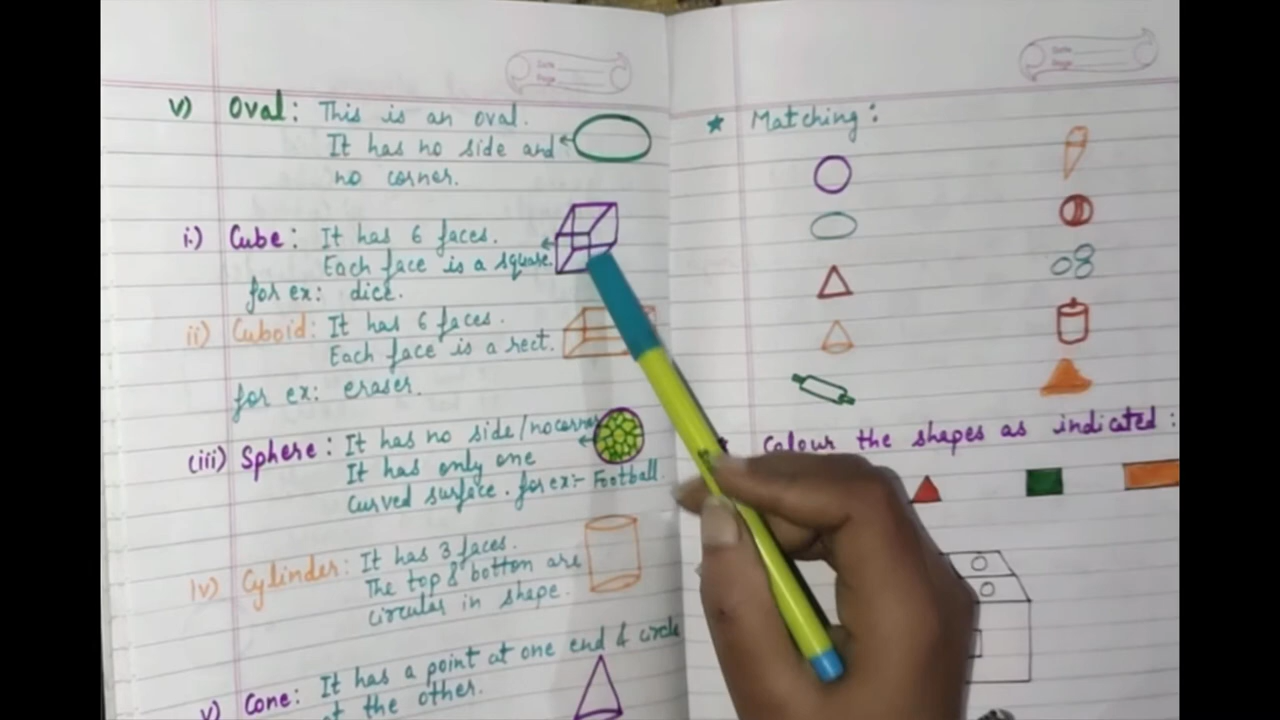 Date
Page
v) Oval: This is an oval.
It has no side and
no corner.
i.) Cube: It has 6 faces.
Each face is a square.
for ex: dice.
ii) Cuboid: It has 6 faces.
Each face is a rect.
for ex: eraser.
(iii) Sphere: It has no side/no corner
It has only one
Curved surface. for ex:- Football.
iv) Cylinder: It has 3 faces.
The top & bottom are
circular in shape.
v) Cone: It has a point at one end & circle
at the other.
Date
Page
★ Matching:
Colour the shapes as indicated: